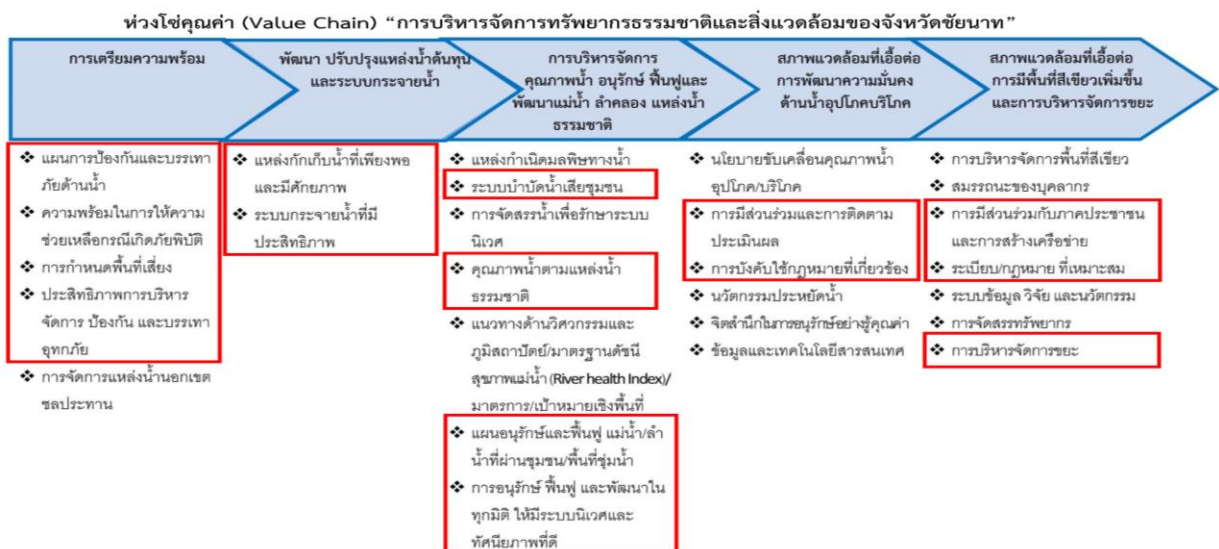 ห่วงโซ่คุณค่า (Value Chain) “การบริหารจัดการทรัพยากรธรรมชาติและสิ่งแวดล้อมของจังหวัดชัยนาท”
การเตรียมความพร้อม
พัฒนา ปรับปรุงแหล่งน้ำต้นทุน
และระบบกระจายน้ำ
การบริหารจัดการ
คุณภาพน้ำ อนุรักษ์ ฟื้นฟูและ
พัฒนาแม่น้ำ ลำคลอง แหล่งน้ำ
ธรรมชาติ
สภาพแวดล้อมที่เอื้อต่อ
การพัฒนาความมั่นคง
ด้านน้ำอุปโภคบริโภค
สภาพแวดล้อมที่เอื้อต่อ
การมีพื้นที่สีเขียวเพิ่มขึ้น
และการบริหารจัดการขยะ
❖ แผนการป้องกันและบรรเทา
ภัยด้านน้ำ
❖ ความพร้อมในการให้ความ
ช่วยเหลือกรณีเกิดภัยพิบัติ
❖ การกำหนดพื้นที่เสี่ยง
❖ ประสิทธิภาพการบริหาร
จัดการ ป้องกัน และบรรเทา
อุทกภัย
❖ การจัดการแหล่งน้ำนอกเขต
ชลประทาน
❖ แหล่งกักเก็บน้ำที่เพียงพอ
และมีศักยภาพ
❖ ระบบกระจายน้ำที่มี
ประสิทธิภาพ
❖ แหล่งกำเนิดมลพิษทางน้ำ
❖ ระบบบำบัดน้ำเสียชุมชน
❖ การจัดสรรน้ำเพื่อรักษาระบบ
นิเวศ
❖ คุณภาพน้ำตามแหล่งน้ำ
ธรรมชาติ
❖ แนวทางด้านวิศวกรรมและ
ภูมิสถาปัตย์/มาตรฐานดัชนี
สุขภาพแม่น้ำ (River health Index)/
มาตรการ/เป้าหมายเชิงพื้นที่
❖ แผนอนุรักษ์และฟื้นฟู แม่น้ำ/ลำ
น้ำที่ผ่านชุมชน/พื้นที่ชุ่มน้ำ
❖ การอนุรักษ์ ฟื้นฟู และพัฒนาใน
ทุกมิติ ให้มีระบบนิเวศและ
ทัศนียภาพที่ดี
❖ นโยบายขับเคลื่อนคุณภาพน้ำ
อุปโภค/บริโภค
❖ การมีส่วนร่วมและการติดตาม
ประเมินผล
❖ การบังคับใช้กฎหมายที่เกี่ยวข้อง
❖ นวัตกรรมประหยัดน้ำ
❖ จิตสำนึกในการอนุรักษ์อย่างรู้คุณค่า
❖ ข้อมูลและเทคโนโลยีสารสนเทศ
❖ การบริหารจัดการพื้นที่สีเขียว
❖ สมรรถนะของบุคลากร
❖ การมีส่วนร่วมกับภาคประชาชน
และการสร้างเครือข่าย
❖ ระเบียบ/กฎหมาย ที่เหมาะสม
❖ ระบบข้อมูล วิจัย และนวัตกรรม
❖ การจัดสรรทรัพยากร
❖ การบริหารจัดการขยะ